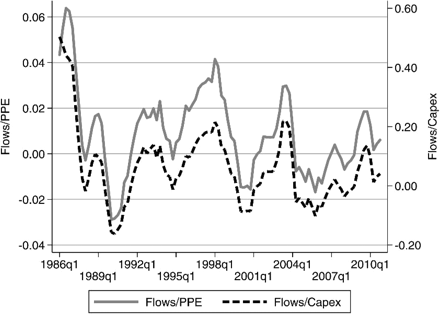 0.06
0.04
0.02
0.00
-0.02
-0.04
Flows/PPE
0.60
0.40
0.20
0.00
-0.20
Flows/Capex
1986q1 1992q1 1998q1 2004q1 2010q1
1989q1 1995q1 2001q1 2007q1
Flows/PPE Flows/Capex